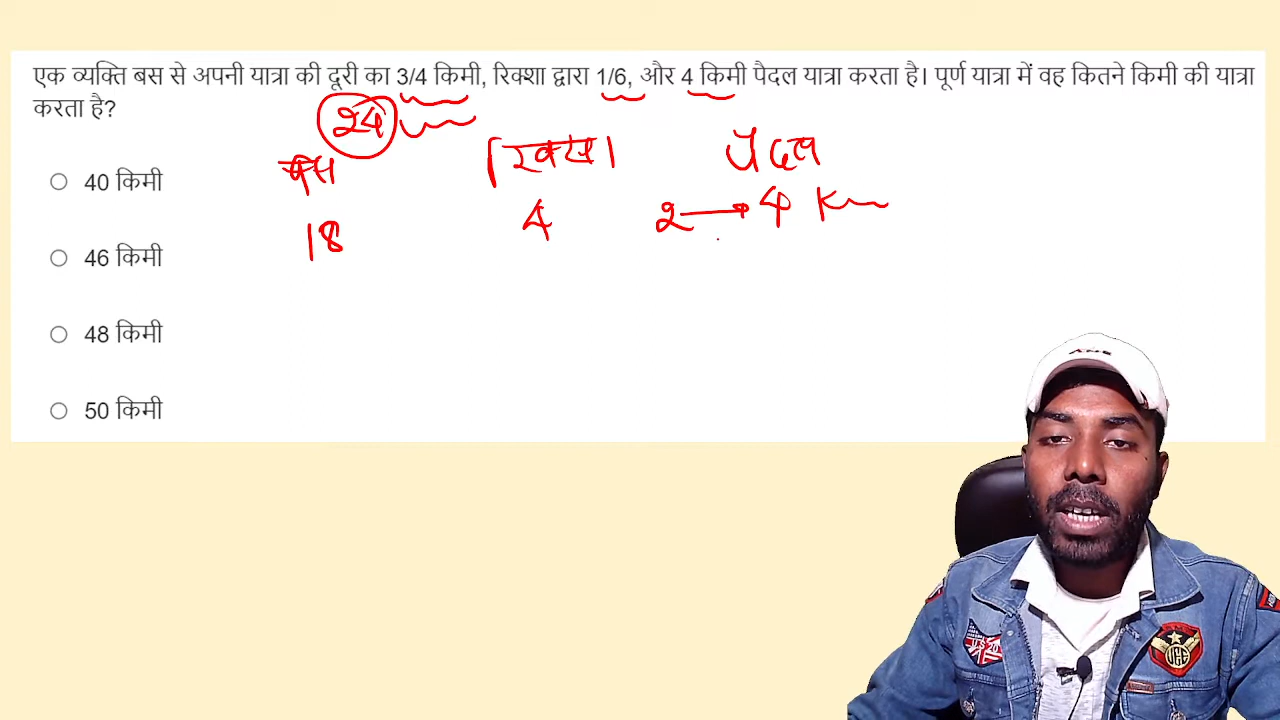 एक व्यक्ति बस से अपनी यात्रा की दूरी का 3/4 किमी, रिक्शा द्वारा 1/6, और 4 किमी पैदल यात्रा करता है। पूर्ण यात्रा में वह कितने किमी की यात्रा
करता है?
24
बस रिक्सा पैदल
18 4 2 → 4 Km
40 किमी
46 किमी
48 किमी
50 किमी